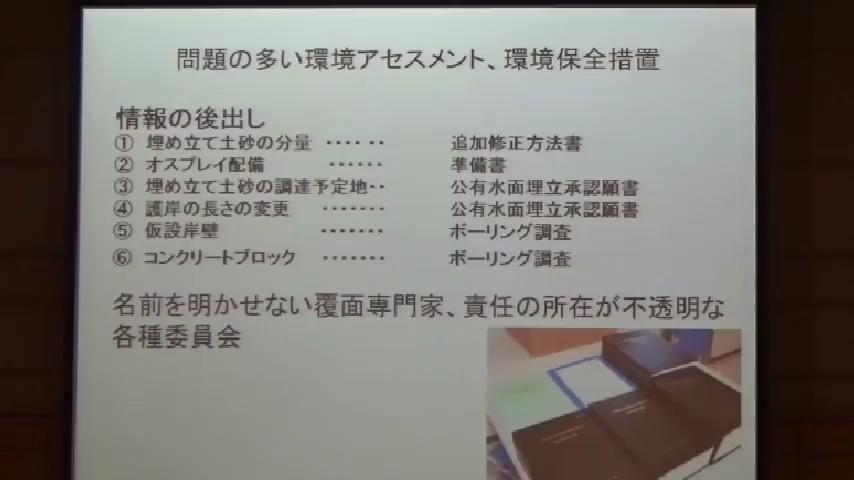 問題の多い環境アセスメント、環境保全措置
情報の後出し
① 埋め立て土砂の分量 ‥‥‥ 追加修正方法書
② オスプレイ配備 ‥‥‥ 準備書
③ 埋め立て土砂の調達予定地‥ 公有水面埋立承認願書
④ 護岸の長さの変更 ‥‥‥‥ 公有水面埋立承認願書
⑤ 仮設岸壁 ‥‥‥‥ ボーリング調査
⑥ コンクリートブロック ‥‥‥‥ ボーリング調査
名前を明かせない覆面専門家、責任の所在が不透明な
各種委員会